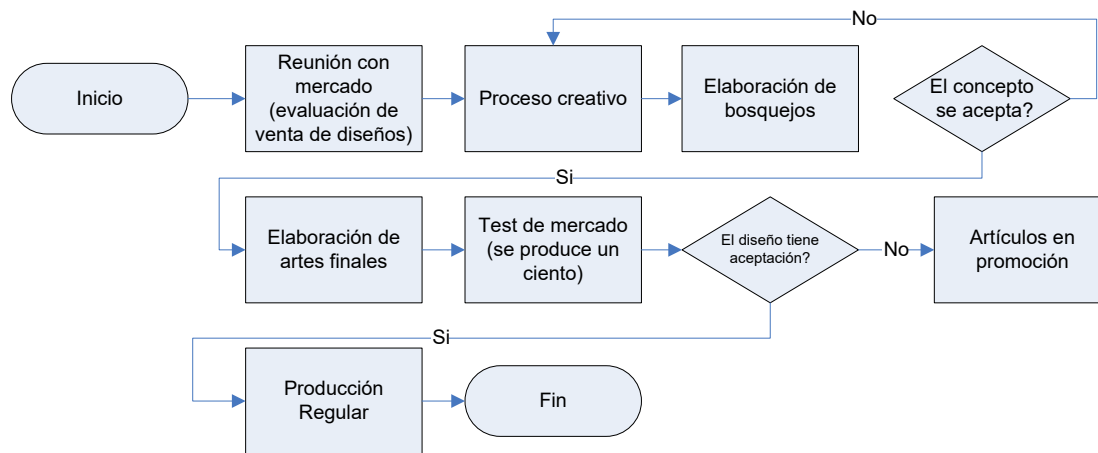 No
Inicio
Reunión con
mercado
(evaluación de
venta de diseños)
Proceso creativo
Elaboración de
bosquejos
El concepto
se acepta?
Si
Elaboración de
artes finales
Test de mercado
(se produce un
ciento)
El diseño tiene
aceptación?
No
Artículos en
promoción
Si
Producción
Regular
Fin